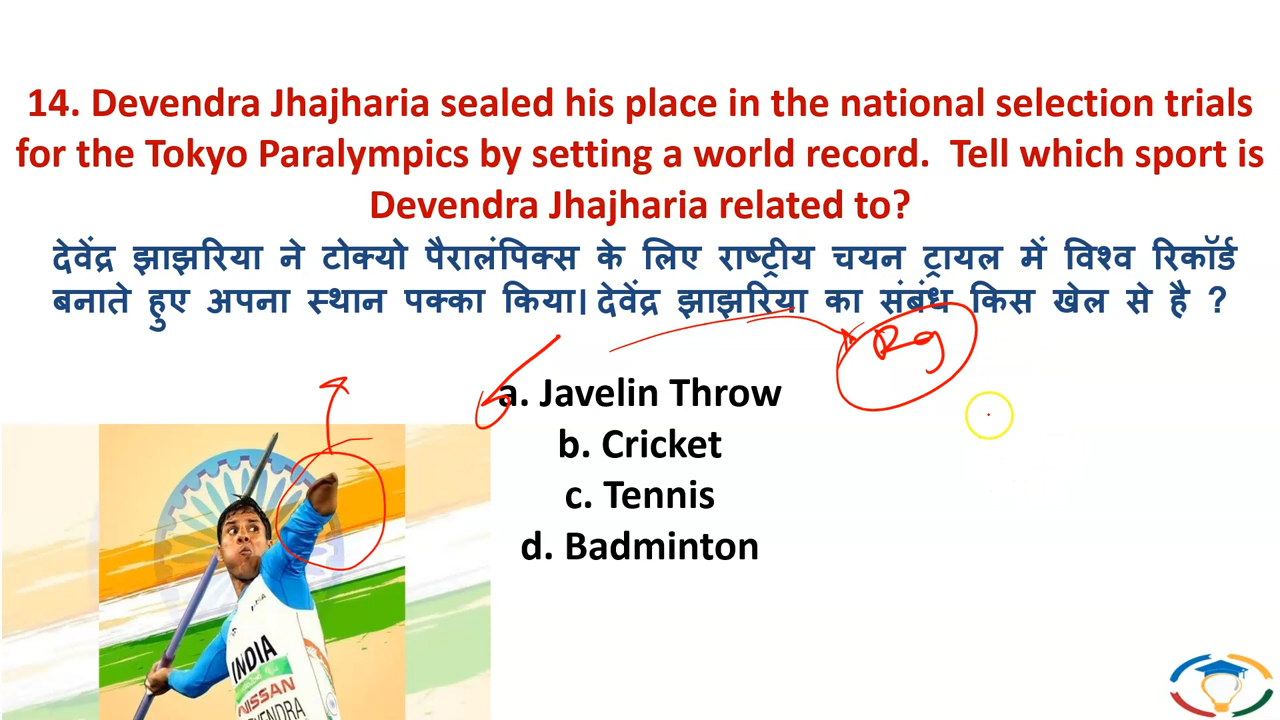 14. Devendra Jhajharia sealed his place in the national selection trials
for the Tokyo Paralympics by setting a world record. Tell which sport is
Devendra Jhajharia related to?
देवेंद्र झाझरिया ने टोक्यो पैरालंपिक्स के लिए राष्ट्रीय चयन ट्रायल में विश्व रिकॉर्ड
बनाते हुए अपना स्थान पक्का किया। देवेंद्र झाझरिया का संबंध किस खेल से है ?
a. Javelin Throw
b. Cricket
c. Tennis
d. Badminton
INDIA
NISSAN